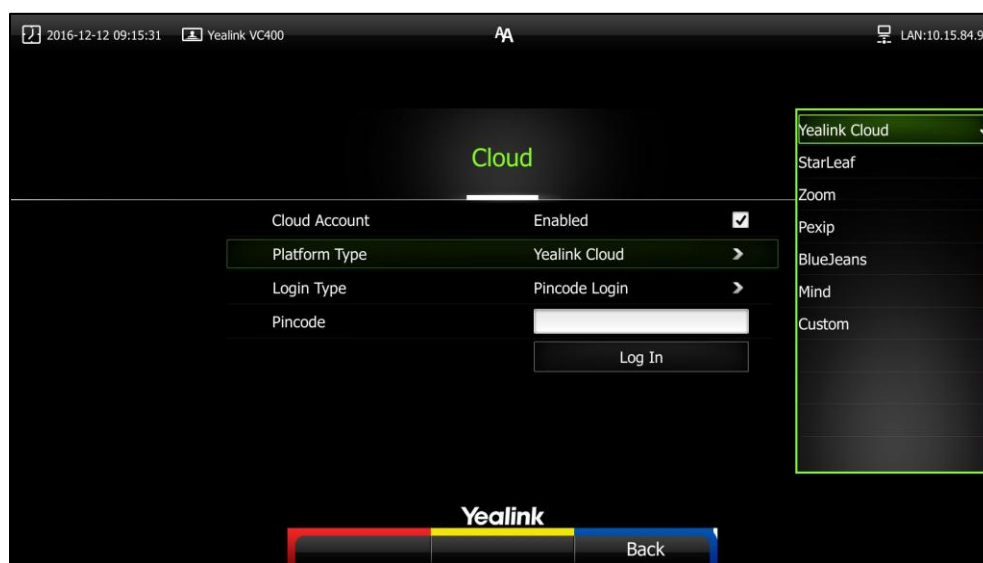 2016-12-12 09:15:31 Yealink VC400 AA LAN:10.15.84.9
Cloud
Cloud Account Enabled
Platform Type Yealink Cloud
Login Type Pincode Login
Pincode
Log In
Yealink Cloud
StarLeaf
Zoom
Pexip
BlueJeans
Mind
Custom
Yealink
Back